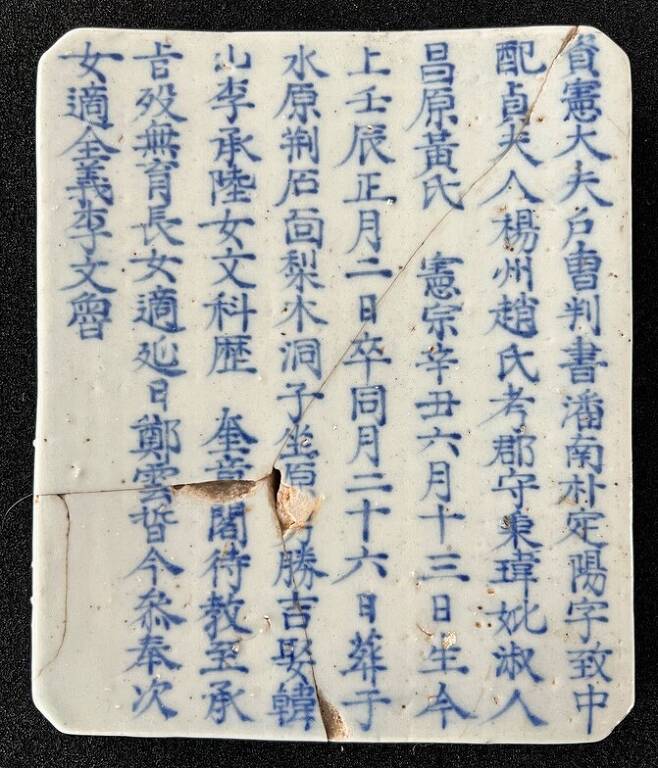 資憲大夫戶曺判書潘南朴定陽字致中
配貞夫人楊州趙氏考郡守秉瑋妣淑人
昌原黃氏 憲宗辛丑六月十三日生今
上壬辰正月二日卒同月二十六日葬于
水原荆石面梨木洞子坐原勝吉娶韓
山李承陸女文科歷 奎章閣待敎至承
旨歿無育長女適延日鄭雲晳今叅奉次
女適全義李文魯